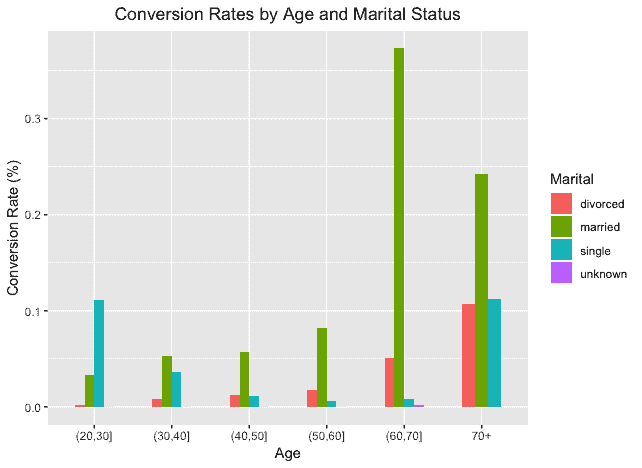 Conversion Rates by Age and Marital Status
Conversion Rate (%)
0.3
0.2
0.1
0.0
(20,30] (30,40] (40,50] (50,60] (60,70] 70+
Age
Marital
divorced
married
single
unknown